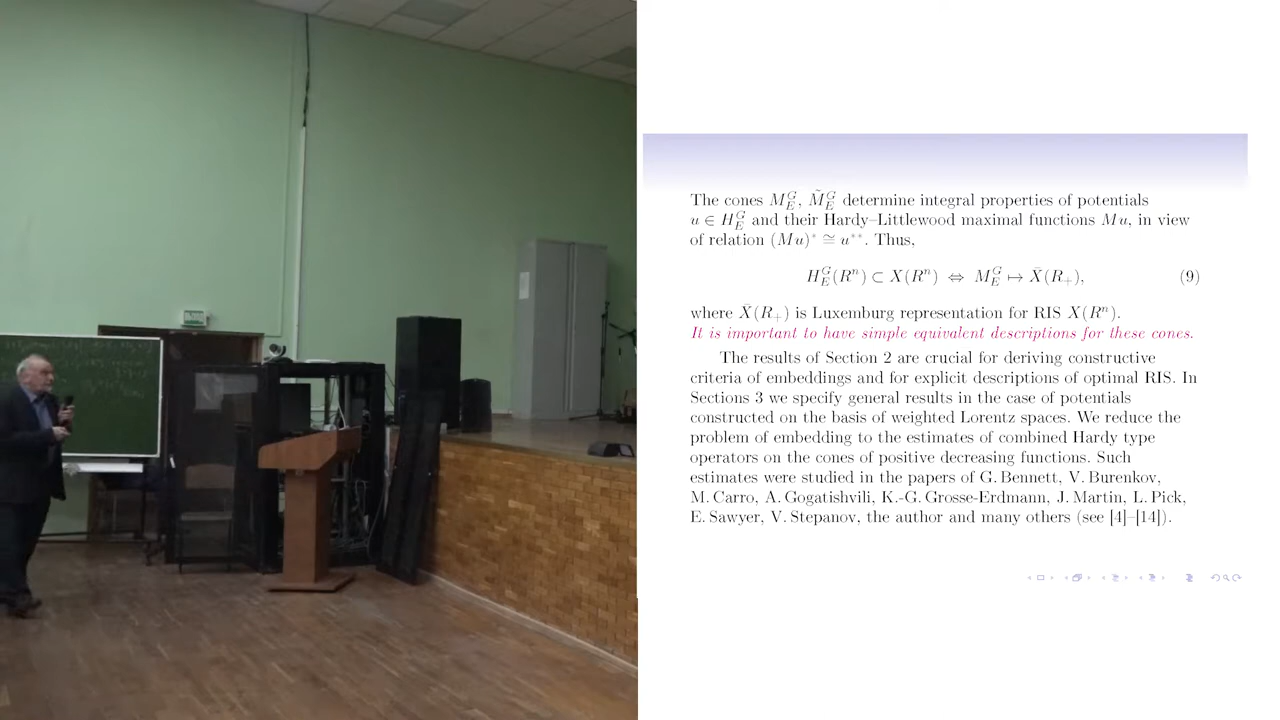 The cones $M_E^G$, $\tilde{M}_E^G$ determine integral properties of potentials
$u \in H_E^G$ and their Hardy–Littlewood maximal functions $Mu$, in view
of relation $(Mu)^* \cong u^{**}$. Thus,
$H_E^G(R^n) \subset X(R^n) \Leftrightarrow M_E^G \mapsto \bar{X}(R_+),$ (9)
where $\bar{X}(R_+)$ is Luxemburg representation for RIS $X(R^n)$.
It is important to have simple equivalent descriptions for these cones.
The results of Section 2 are crucial for deriving constructive
criteria of embeddings and for explicit descriptions of optimal RIS. In
Sections 3 we specify general results in the case of potentials
constructed on the basis of weighted Lorentz spaces. We reduce the
problem of embedding to the estimates of combined Hardy type
operators on the cones of positive decreasing functions. Such
estimates were studied in the papers of G. Bennett, V. Burenkov,
M. Carro, A. Gogatishvili, K.-G. Grosse-Erdmann, J. Martin, L. Pick,
E. Sawyer, V. Stepanov, the author and many others (see [4]–[14]).